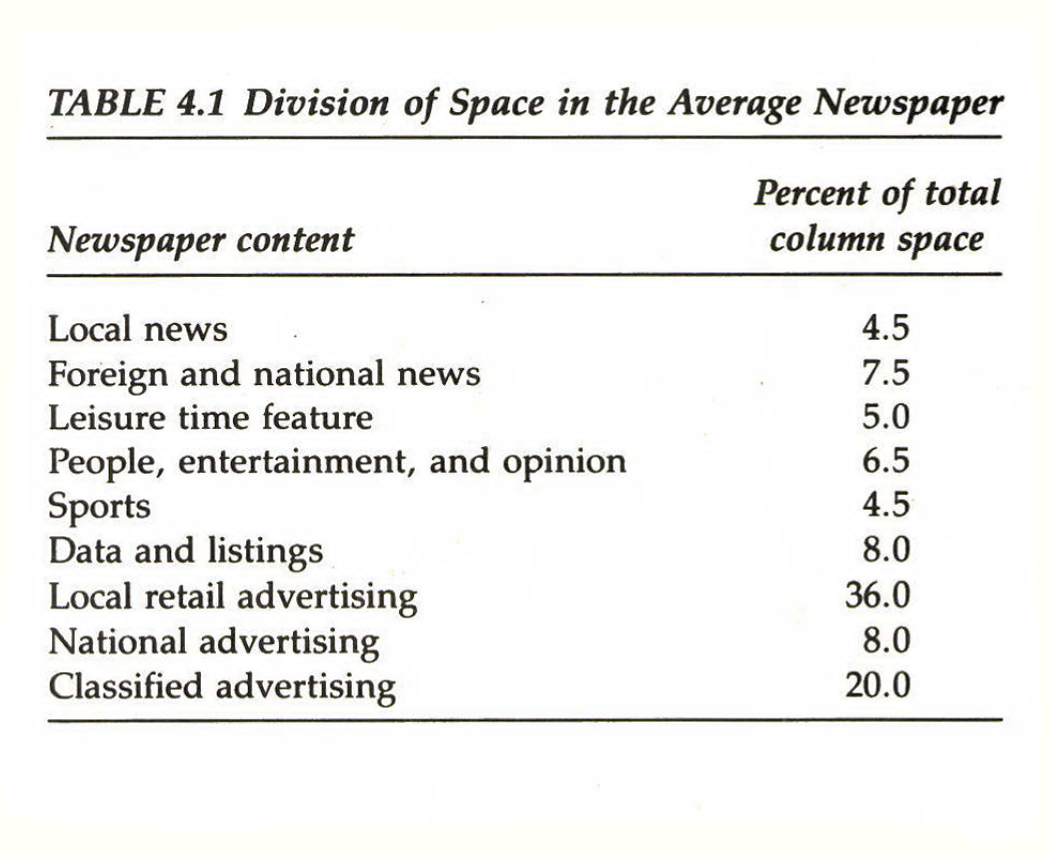 TABLE 4.1 Division of Space in the Average Newspaper
Percent of total
Newspaper content column space
Local news 4.5
Foreign and national news 7.5
Leisure time feature 5.0
People, entertainment, and opinion 6.5
Sports 4.5
Data and listings 8.0
Local retail advertising 36.0
National advertising 8.0
Classified advertising 20.0